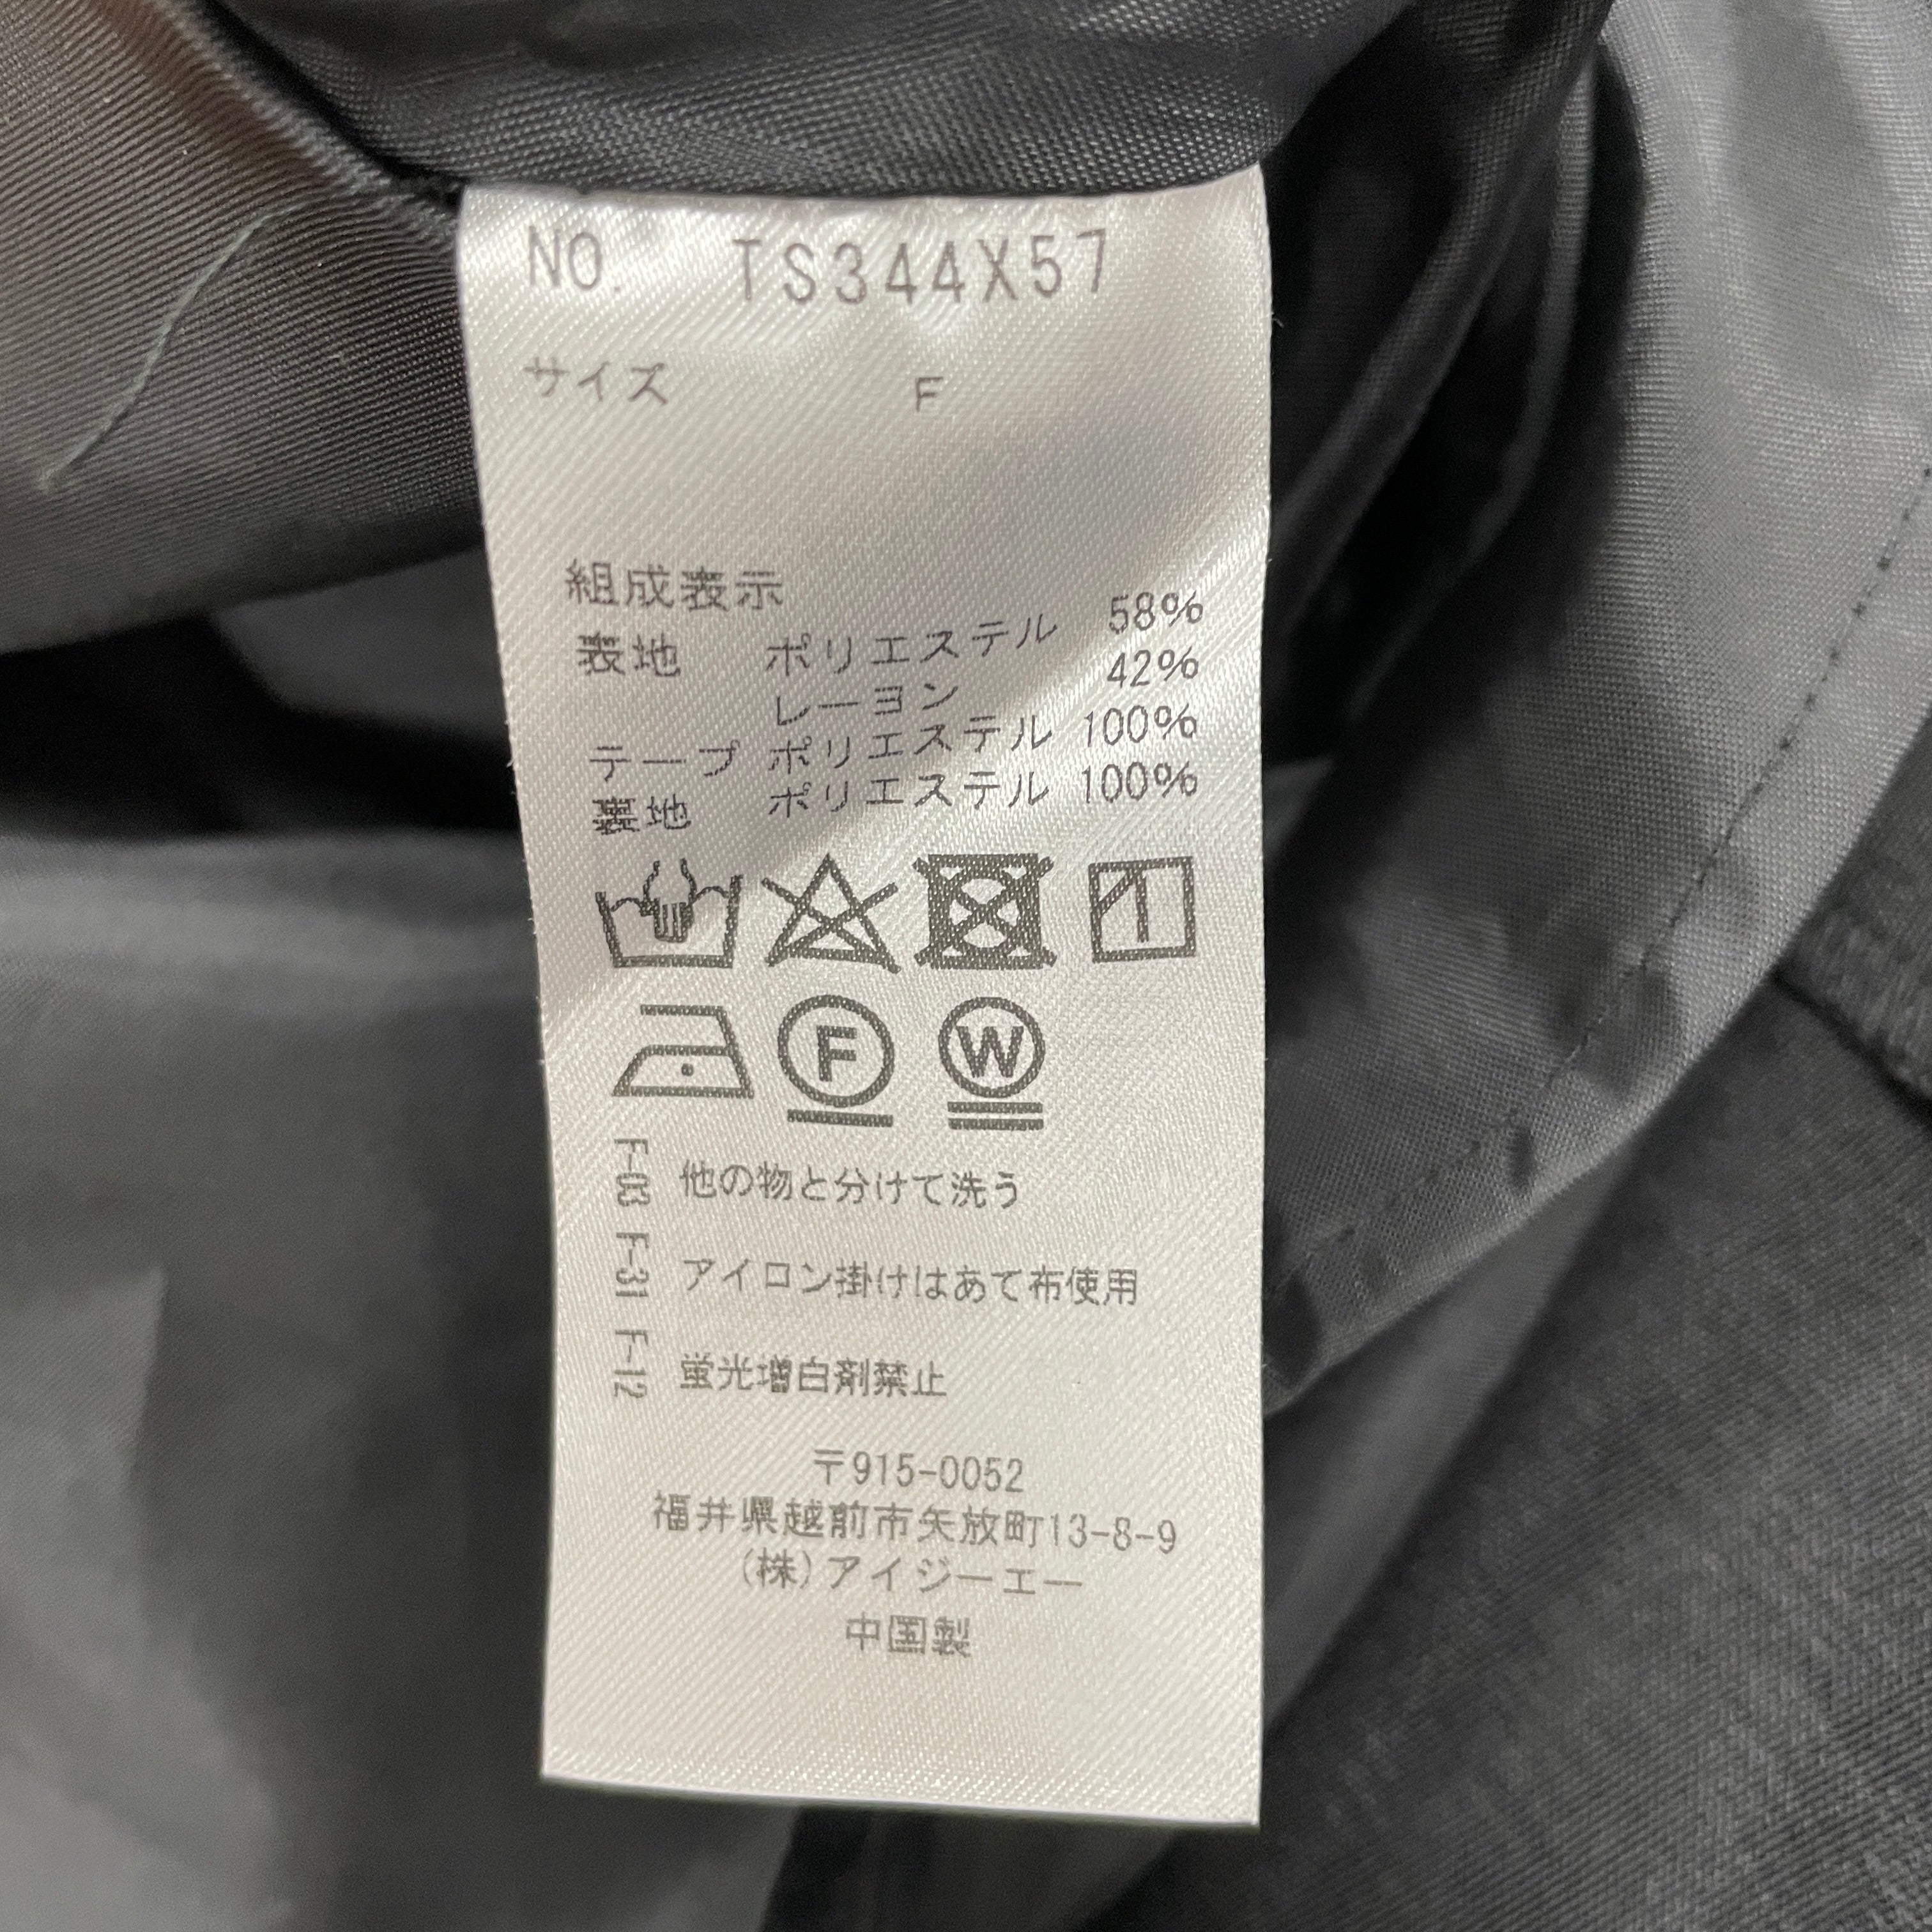 NO. TS344X57
サイズ F
組成表示
表地 ポリエステル 58%
レーヨン 42%
テープ ポリエステル 100%
裏地 ポリエステル 100%
F
W
F-03 他の物と分けて洗う
F-31 アイロン掛けはあて布使用
F-12 蛍光増白剤禁止
〒915-0052
福井県越前市矢放町13-8-9
(株)アイジーエー
中国製